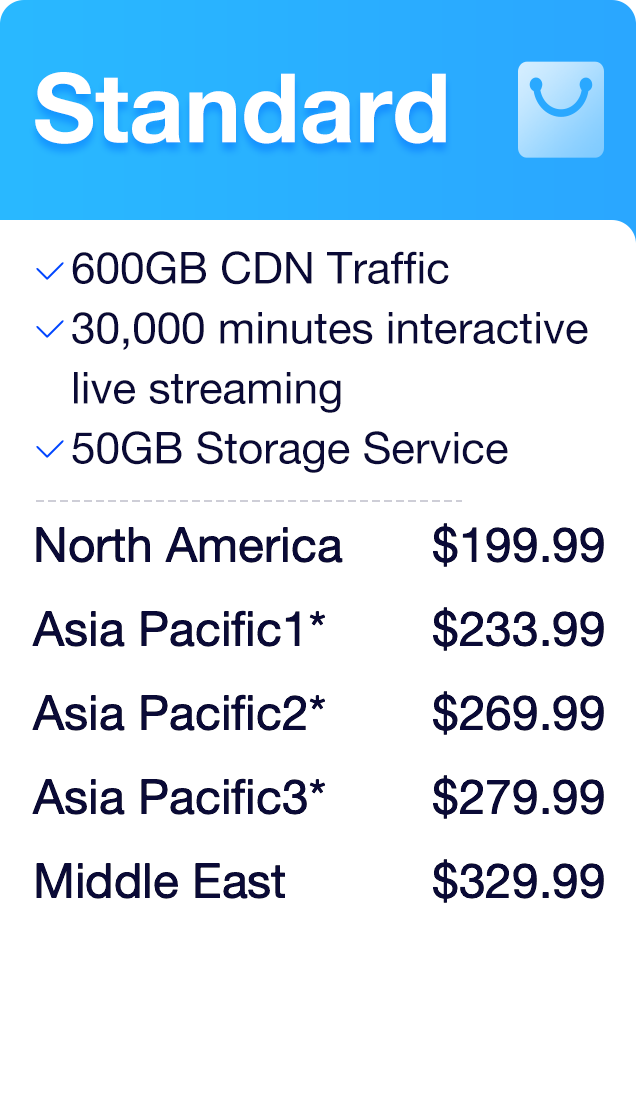 Standard
600GB CDN Traffic
30,000 minutes interactive
live streaming
50GB Storage Service
North America $199.99
Asia Pacific1* $233.99
Asia Pacific2* $269.99
Asia Pacific3* $279.99
Middle East $329.99